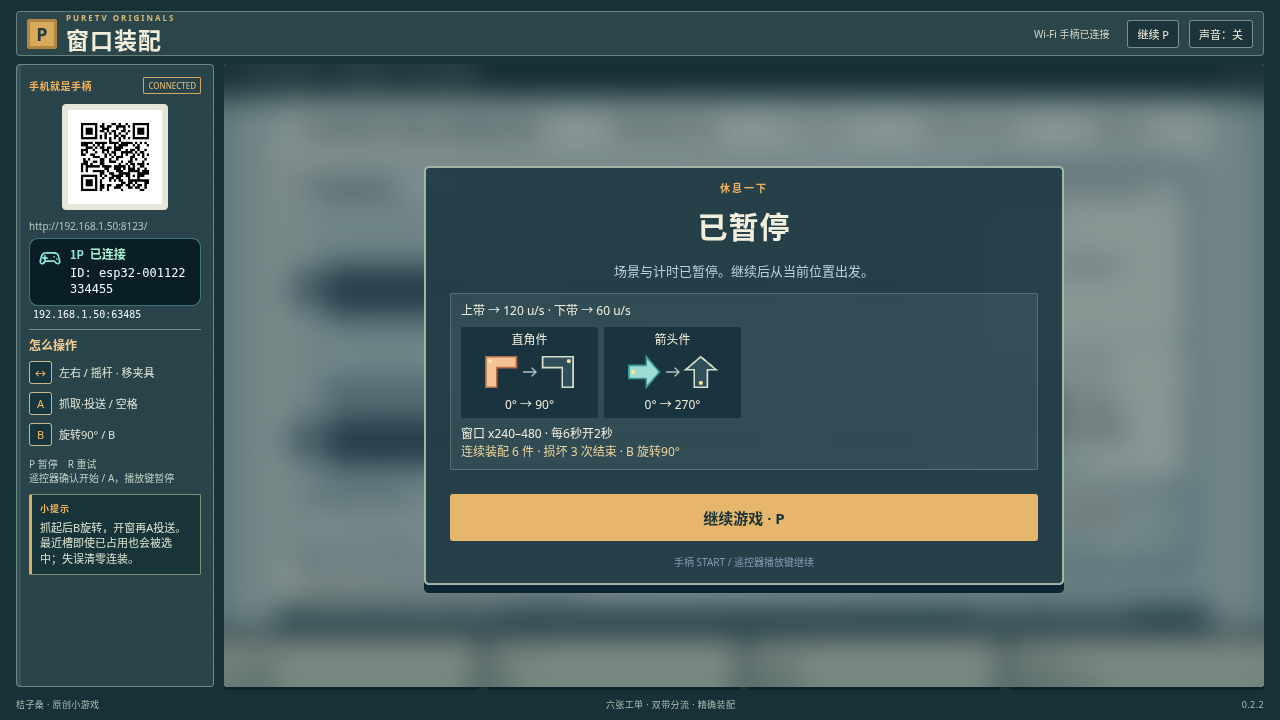 P
PURETV ORIGINALS
窗口装配
Wi-Fi 手柄已连接
继续 P
声音：关
手机就是手柄
CONNECTED
http://192.168.1.50:8123/
1P 已连接
ID: esp32-001122
334455
192.168.1.50:63485
怎么操作
↔ 左右 / 摇杆 · 移夹具
A 抓取·投送 / 空格
B 旋转90° / B
P 暂停 R 重试
遥控器确认开始 / A，播放键暂停
小提示
抓起后B旋转，开窗再A投送。
最近槽即使已占用也会被选
中；失误清零连装。
休息一下
已暂停
场景与计时已暂停。继续后从当前位置出发。
上带 → 120 u/s · 下带 → 60 u/s
直角件
→
0° → 90°
箭头件
→
0° → 270°
窗口 x240–480 · 每6秒开2秒
连续装配 6 件 · 损坏 3 次结束 · B 旋转90°
继续游戏 · P
手柄 START / 遥控器播放键继续
桔子桑 · 原创小游戏
六张工单 · 双带分流 · 精确装配
0.2.2